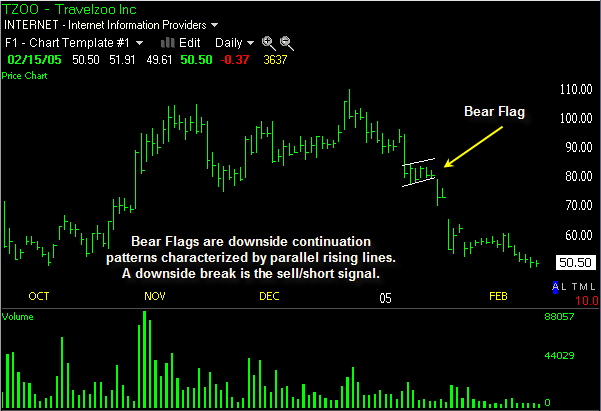 TZOO - Travelzoo Inc
INTERNET - Internet Information Providers
F1 - Chart Template #1 Edit Daily
02/15/05 50.50 51.91 49.61 50.50 -0.37 3637
Price Chart
110.00
Bear Flag
100.00
90.00
80.00
70.00
Bear Flags are downside continuation
patterns characterized by parallel rising lines.
A downside break is the sell/short signal.
60.00
50.50
A L T M L
OCT NOV DEC 05 FEB
10.0
Volume
88057
44029
0